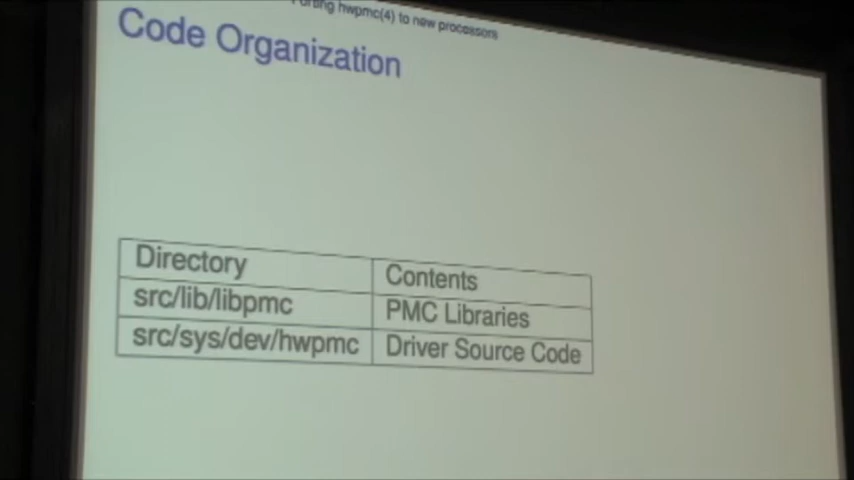 hwpmc(4) to new processors
Code Organization
Directory Contents
src/lib/libpmc PMC Libraries
src/sys/dev/hwpmc Driver Source Code